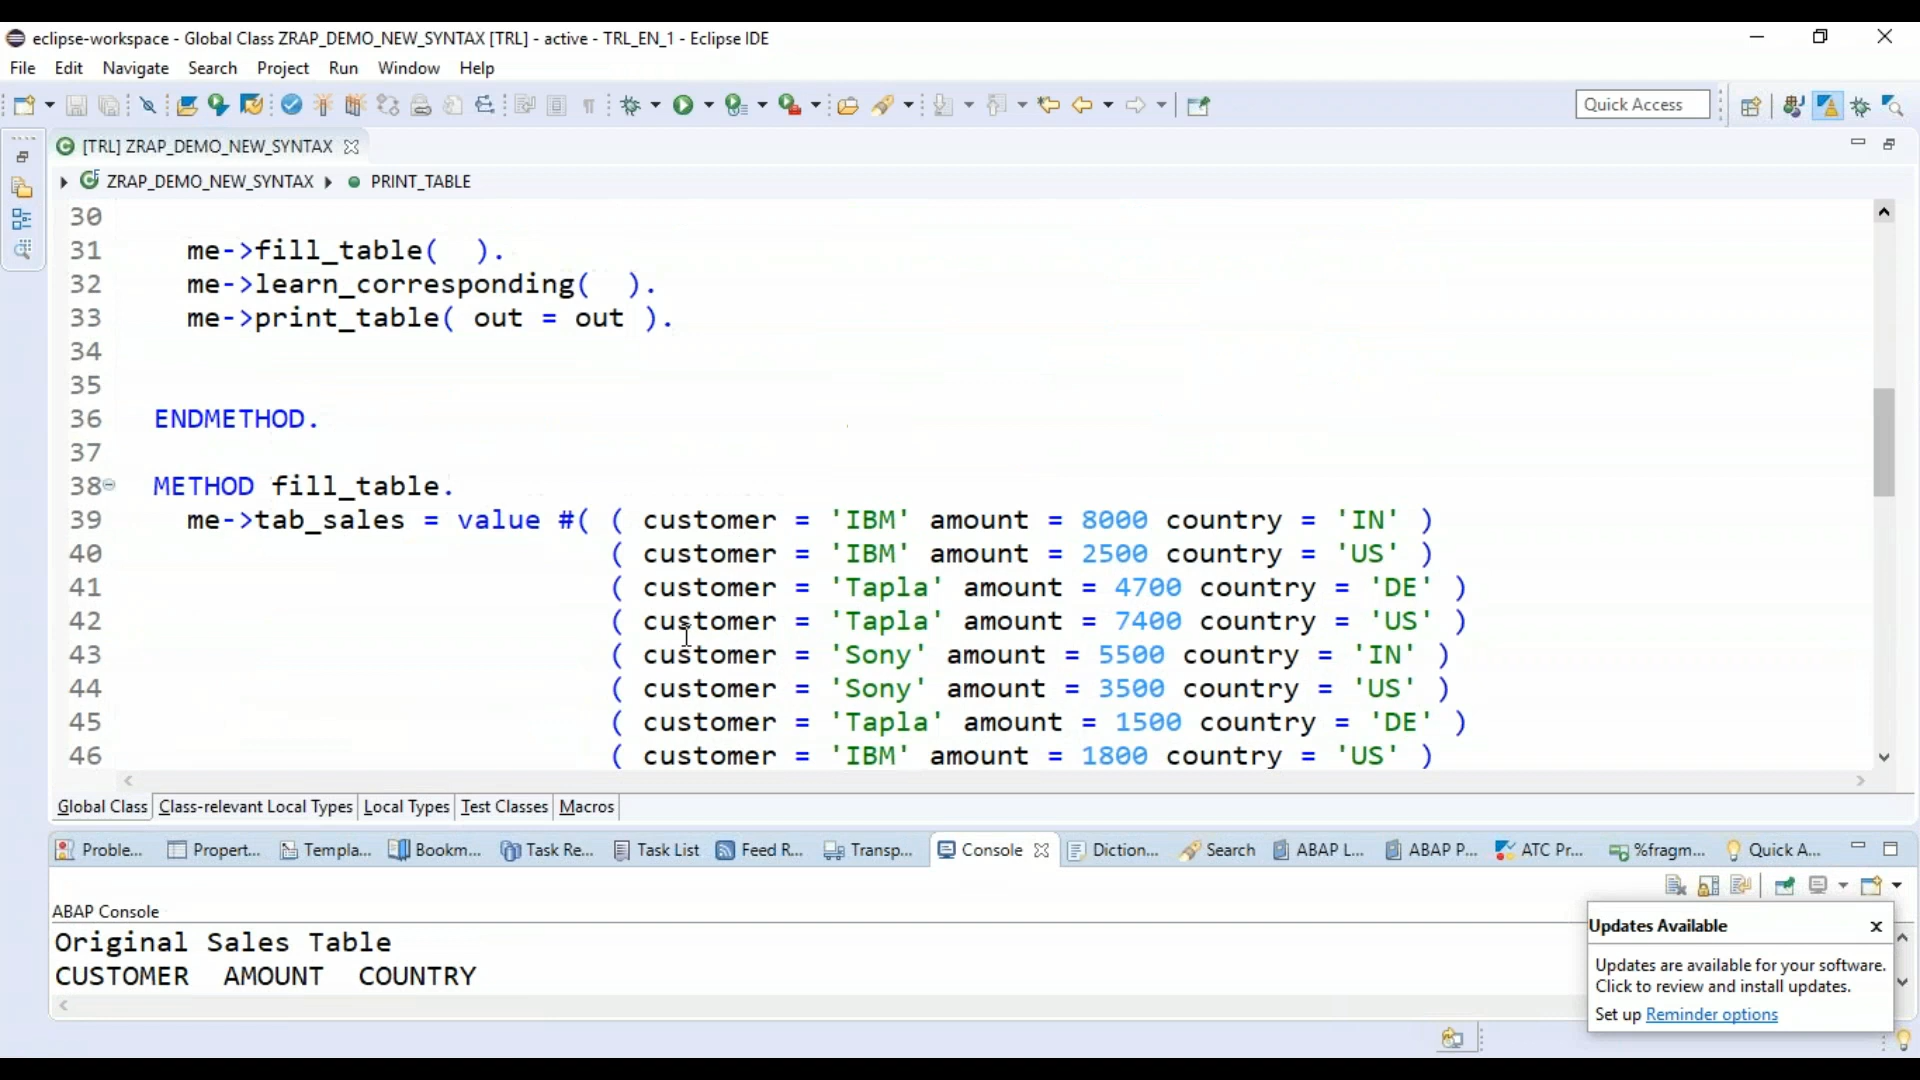 eclipse-workspace - Global Class ZRAP_DEMO_NEW_SYNTAX [TRL] - active - TRL_EN_1 - Eclipse IDE
File Edit Navigate Search Project Run Window Help
Quick Access
[TRL] ZRAP_DEMO_NEW_SYNTAX
ZRAP_DEMO_NEW_SYNTAX PRINT_TABLE
30
31 me->fill_table(  ).
32 me->learn_corresponding(  ).
33 me->print_table( out = out ).
34
35
36 ENDMETHOD.
37
38 METHOD fill_table.
39 me->tab_sales = value #( ( customer = 'IBM' amount = 8000 country = 'IN' )
40 ( customer = 'IBM' amount = 2500 country = 'US' )
41 ( customer = 'Tapla' amount = 4700 country = 'DE' )
42 ( customer = 'Tapla' amount = 7400 country = 'US' )
43 ( customer = 'Sony' amount = 5500 country = 'IN' )
44 ( customer = 'Sony' amount = 3500 country = 'US' )
45 ( customer = 'Tapla' amount = 1500 country = 'DE' )
46 ( customer = 'IBM' amount = 1800 country = 'US' )
Global Class Class-relevant Local Types Local Types Test Classes Macros
Proble... Propert... Templa... Bookm... Task Re... Task List Feed R... Transp... Console Diction... Search ABAP L... ABAP P... ATC Pr... %fragm... Quick A...
ABAP Console
Original Sales Table
CUSTOMER AMOUNT COUNTRY
Updates Available
Updates are available for your software.
Click to review and install updates.
Set up Reminder options